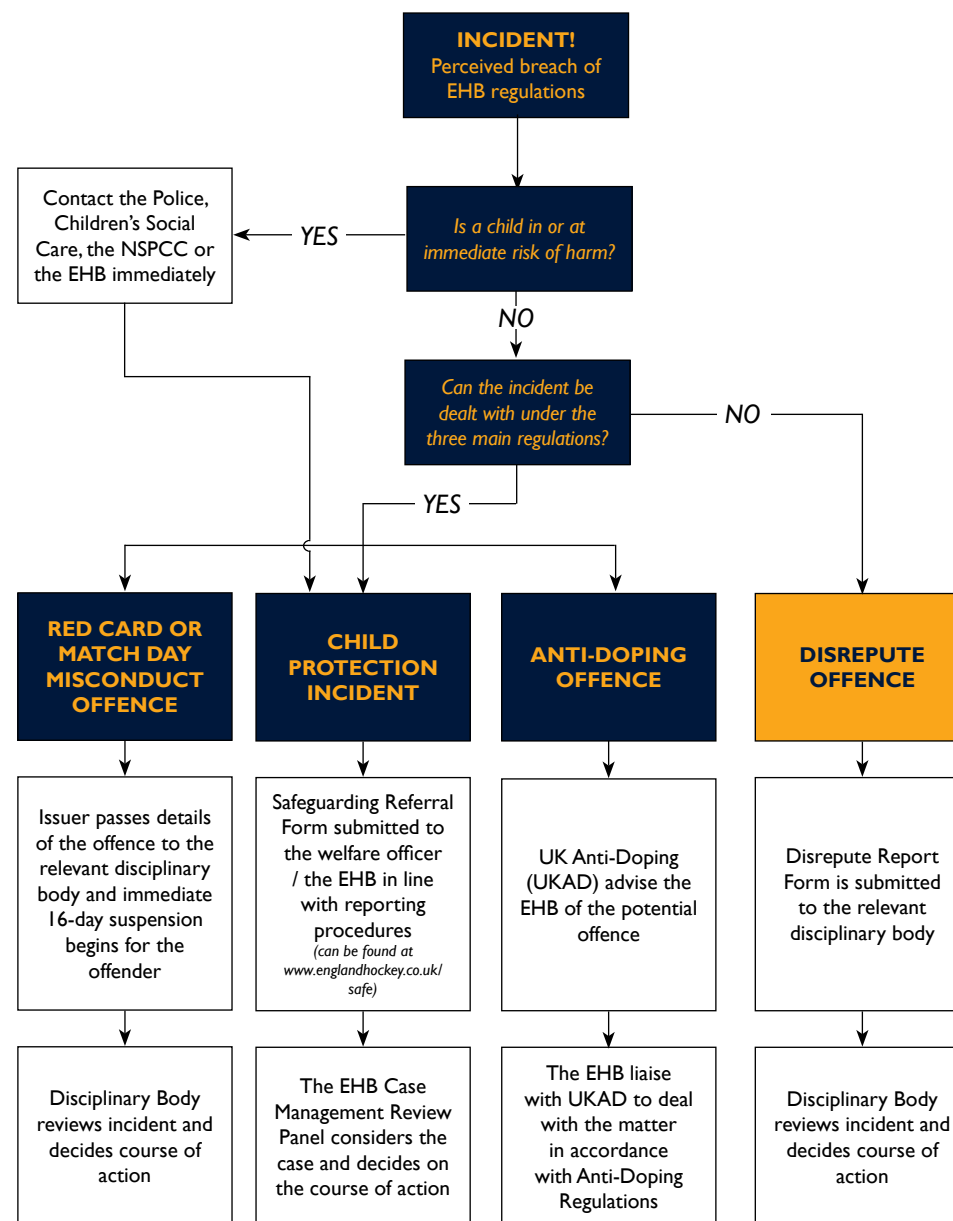 INCIDENT!
Perceived breach of
EHB regulations
Contact the Police,
Children's Social
Care, the NSPCC or
the EHB immediately
YES
Is a child in or at
immediate risk of harm?
NO
Can the incident be
dealt with under the
three main regulations?
NO
YES
RED CARD OR
MATCH DAY
MISCONDUCT
OFFENCE
CHILD
PROTECTION
INCIDENT
ANTI-DOPING
OFFENCE
DISREPUTE
OFFENCE
Issuer passes details
of the offence to the
relevant disciplinary
body and immediate
16-day suspension
begins for the
offender
Safeguarding Referral
Form submitted to
the welfare officer
/ the EHB in line
with reporting
procedures
(can be found at
www.englandhockey.co.uk/
safe)
UK Anti-Doping
(UKAD) advise the
EHB of the potential
offence
Disrepute Report
Form is submitted
to the relevant
disciplinary body
Disciplinary Body
reviews incident and
decides course of
action
The EHB Case
Management Review
Panel considers the
case and decides on
the course of action
The EHB liaise
with UKAD to deal
with the matter
in accordance
with Anti-Doping
Regulations
Disciplinary Body
reviews incident and
decides course of
action